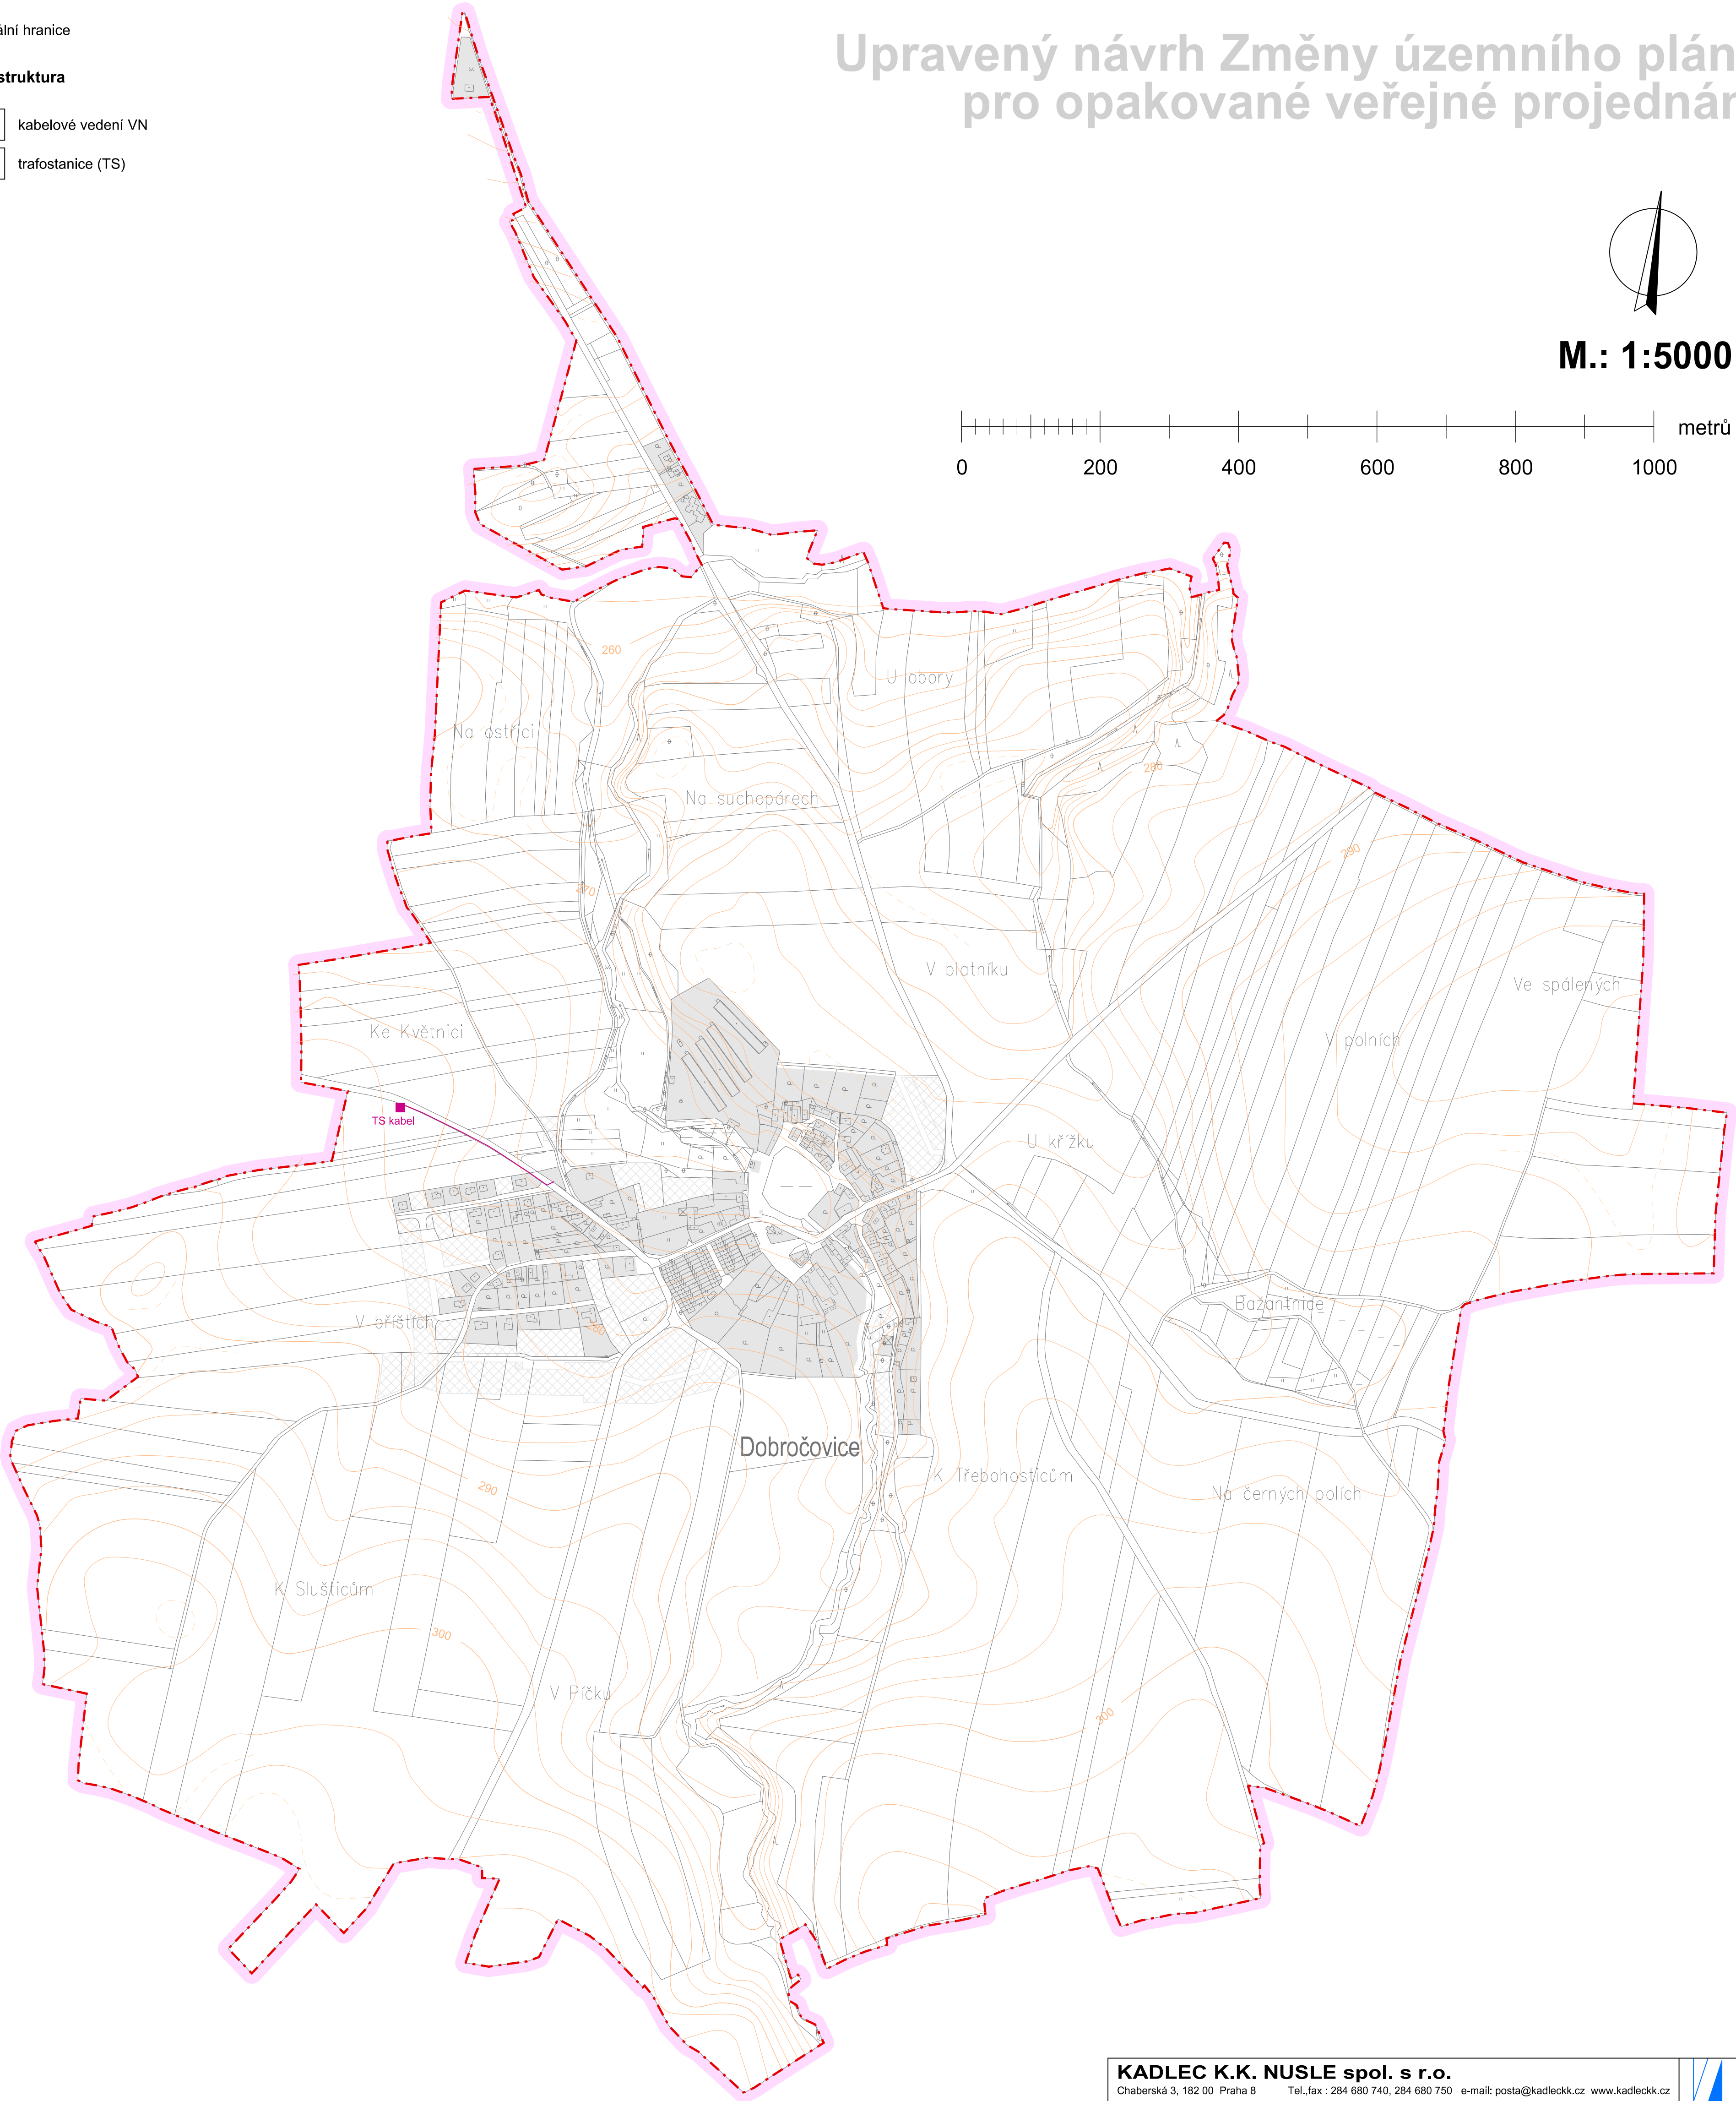 Upravený návrh Změny územního plán
pro opakované veřejné projednán
ální hranice
struktura
kabelové vedení VN
trafostanice (TS)
M.: 1:5000
metrů
0 200 400 600 800 1000
260
U obory
Na ostřici
280
Na suchopárech
290
270
V blatníku
Ve spálených
Ke Květnici
V polních
TS kabel
U křížku
Bažantnice
V bříštích
280
Dobročovice
K Třebohosticům
290
Na černých polích
K Slušticům
300
V Píčku
300
KADLEC K.K. NUSLE spol. s r.o.
Chaberská 3, 182 00 Praha 8 Tel.,fax : 284 680 740, 284 680 750 e-mail: posta@kadleckk.cz www.kadleckk.cz